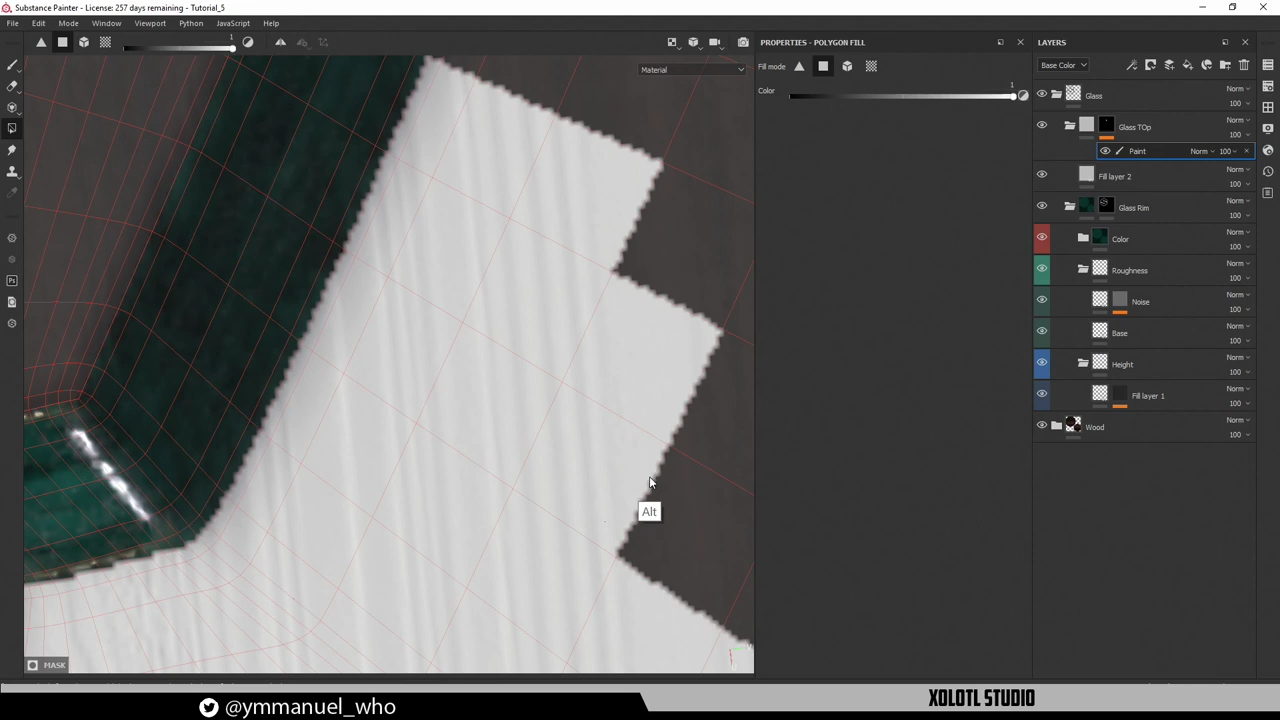 Substance Painter - License: 257 days remaining - Tutorial_5
File Edit Mode Window Viewport Python JavaScript Help
1
Material
PROPERTIES - POLYGON FILL
Fill mode
Color
1
LAYERS
Base Color
Glass Norm
100
Glass TOp Norm
100
Paint Norm 100
Fill layer 2 Norm
100
Glass Rim Norm
100
Color Norm
100
Roughness Norm
100
Noise Norm
100
Base Norm
100
Height Norm
100
Fill layer 1 Norm
100
Wood Norm
100
Ps
Alt
MASK
@ymmanuel_who
XOLOTL STUDIO